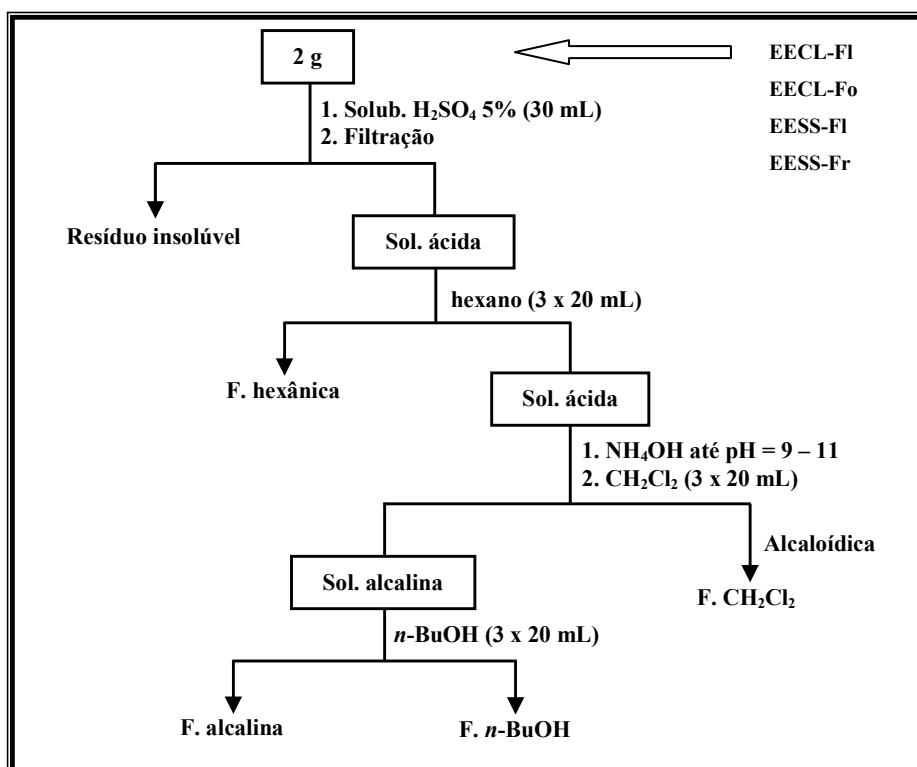 2 g
EECL-Fl
EECL-Fo
EESS-Fl
EESS-Fr
1. Solub. H₂SO₄ 5% (30 mL)
2. Filtração
Resíduo insolúvel
Sol. ácida
hexano (3 x 20 mL)
F. hexânica
Sol. ácida
1. NH₄OH até pH = 9 – 11
2. CH₂Cl₂ (3 x 20 mL)
Alcaloídica
Sol. alcalina
F. CH₂Cl₂
n-BuOH (3 x 20 mL)
F. alcalina
F. n-BuOH